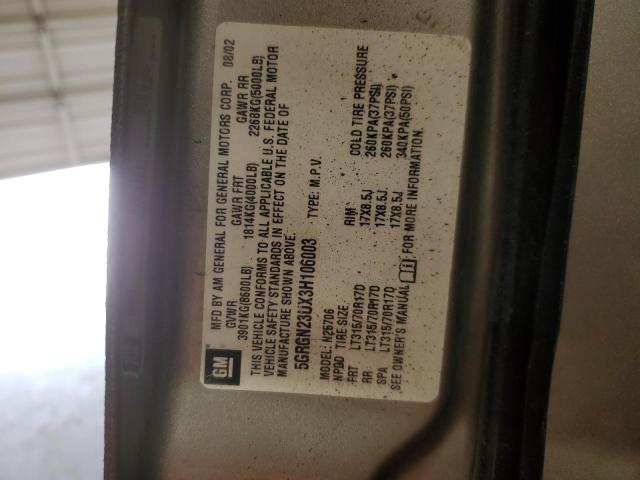 GM
MFD BY AM GENERAL FOR GENERAL MOTORS CORP. 08/02
GVWR GAWR FRT GAWR RR
3901KG(8600LB) 1814KG(4000LB) 2268KG(5000LB)
THIS VEHICLE CONFORMS TO ALL APPLICABLE U.S. FEDERAL MOTOR
VEHICLE SAFETY STANDARDS IN EFFECT ON THE DATE OF
MANUFACTURE SHOWN ABOVE.
5GRGN23UX3H106003 TYPE: M.P.V.
MODEL: N26706
NPDD TIRE SIZE RIM COLD TIRE PRESSURE
FRT LT315/70R17D 17X8.5J 260KPA(37PSI)
RR LT315/70R17D 17X8.5J 260KPA(37PSI)
SPA LT315/70R17D 17X8.5J 340KPA(50PSI)
SEE OWNER'S MANUAL FOR MORE INFORMATION.